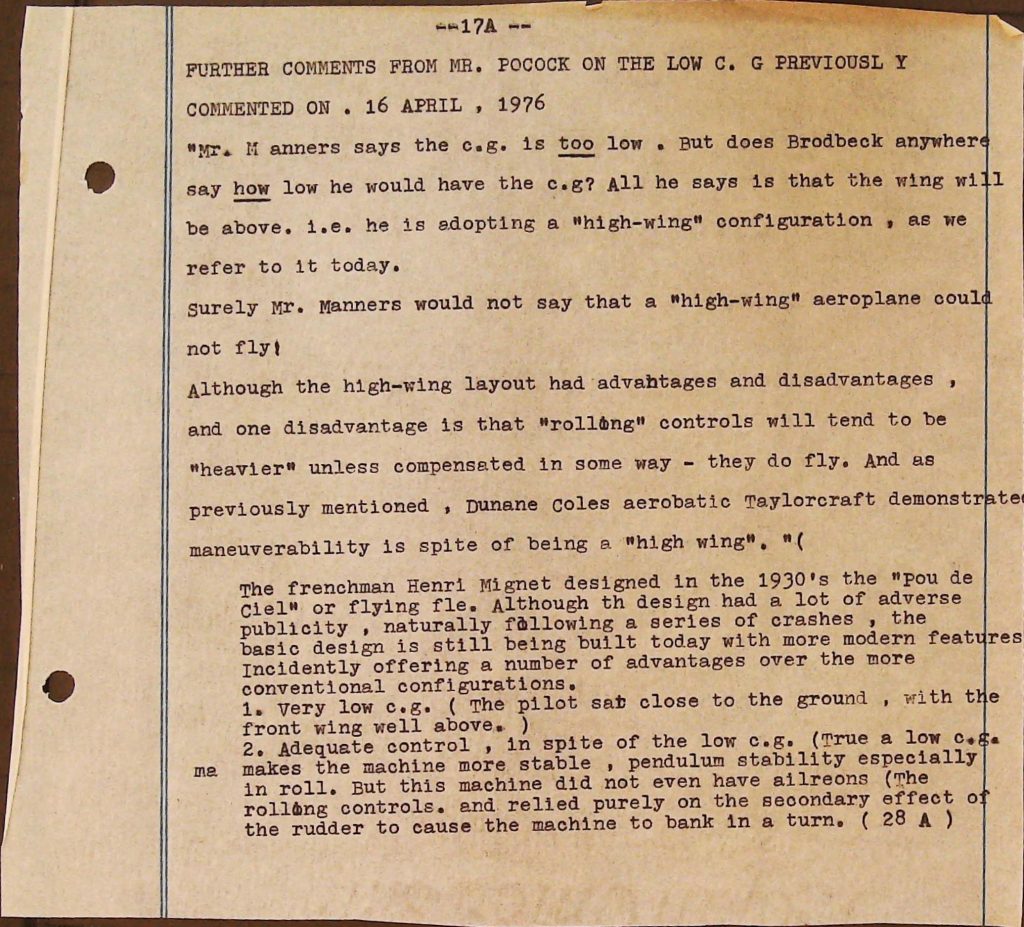 --17A --
FURTHER COMMENTS FROM MR. POCOCK ON THE LOW C. G PREVIOUSL Y
COMMENTED ON . 16 APRIL , 1976
"Mr. M anners says the c.g. is too low . But does Brodbeck anywhere
say how low he would have the c.g? All he says is that the wing will
be above. i.e. he is adopting a "high-wing" configuration , as we
refer to it today.
Surely Mr. Manners would not say that a "high-wing" aeroplane could
not fly!
Although the high-wing layout had advahtages and disadvantages ,
and one disadvantage is that "rolling" controls will tend to be
"heavier" unless compensated in some way - they do fly. And as
previously mentioned , Dunane Coles aerobatic Taylorcraft demonstrated
maneuverability is spite of being a "high wing". "(
The frenchman Henri Mignet designed in the 1930's the "Pou de
Ciel" or flying fle. Although th design had a lot of adverse
publicity , naturally following a series of crashes , the
basic design is still being built today with more modern features
Incidently offering a number of advantages over the more
conventional configurations.
1. Very low c.g. ( The pilot sat close to the ground , with the
front wing well above. )
2. Adequate control , in spite of the low c.g. (True a low c.g.
ma makes the machine more stable , pendulum stability especially
in roll. But this machine did not even have ailreons (The
rolling controls. and relied purely on the secondary effect of
the rudder to cause the machine to bank in a turn. ( 28 A )